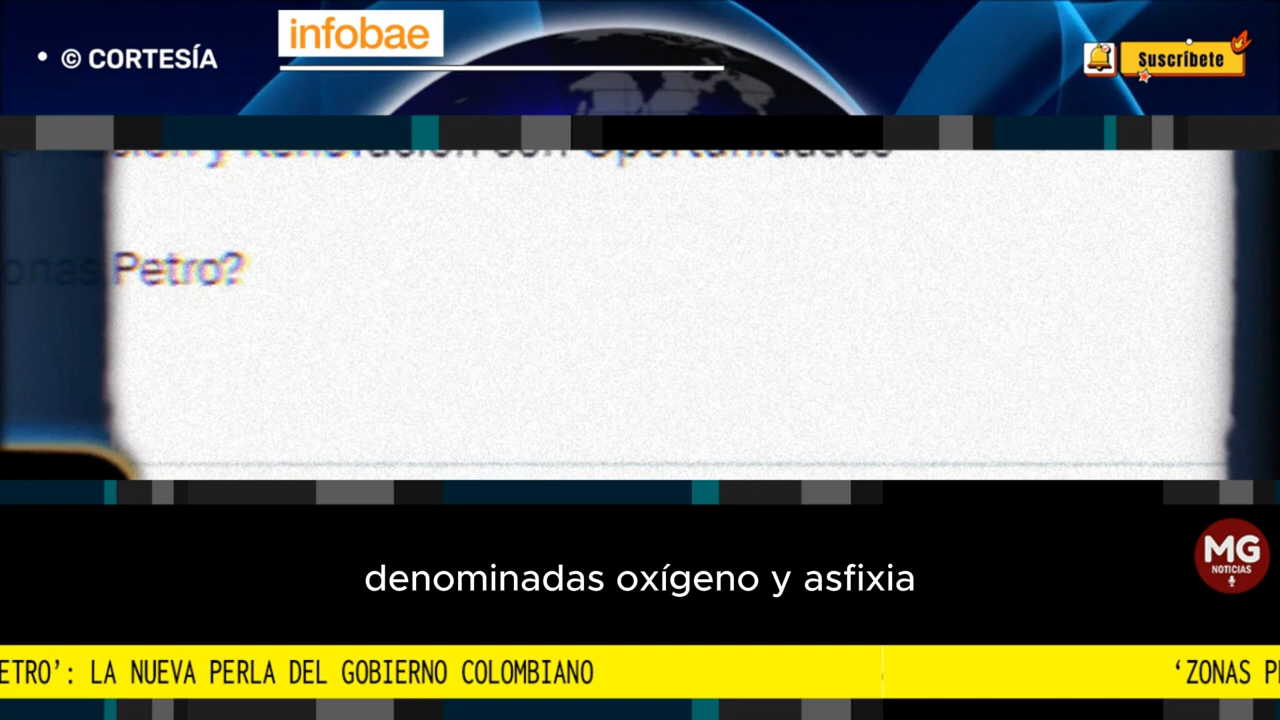 • © CORTESÍA
infobae
Suscríbete
Petro?
denominadas oxígeno y asfixia
MG
NOTICIAS
ETRO’: LA NUEVA PERLA DEL GOBIERNO COLOMBIANO
‘ZONAS P